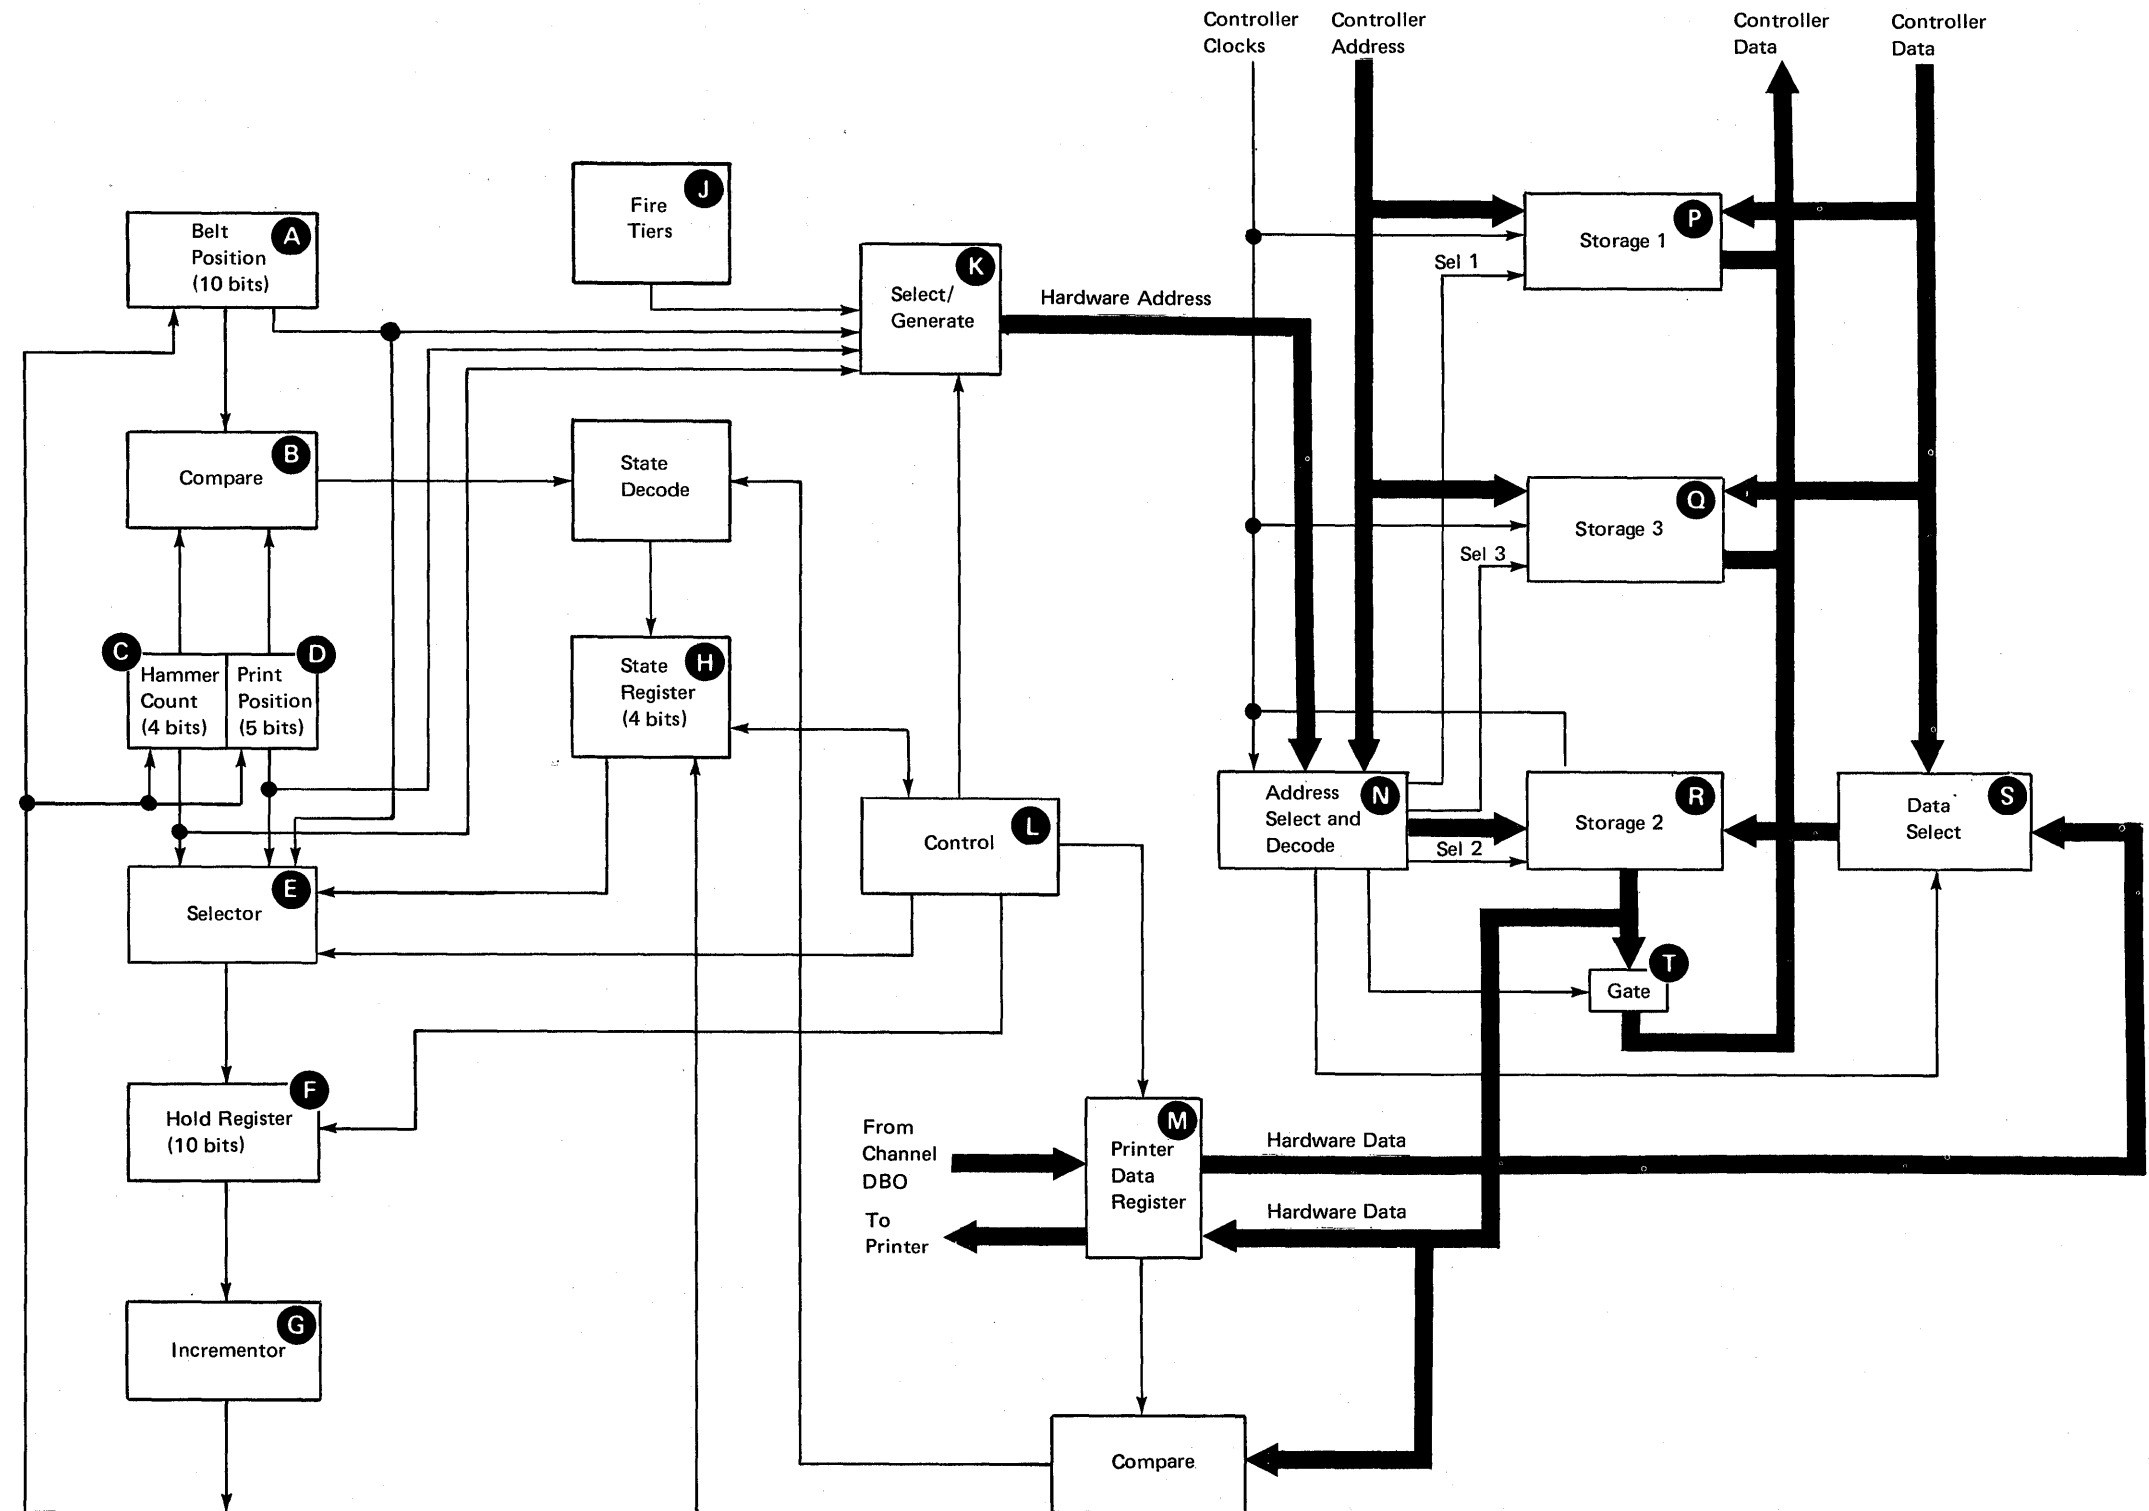 Controller
Clocks
Controller
Address
Controller
Data
Controller
Data
J
Fire
Tiers
A
Belt
Position
(10 bits)
K
Select/
Generate
Hardware Address
P
Storage 1
Sel 1
B
Compare
State
Decode
Q
Storage 3
Sel 3
C
D
Hammer
Count
(4 bits)
Print
Position
(5 bits)
H
State
Register
(4 bits)
L
Control
N
Address
Select and
Decode
R
Storage 2
Sel 2
S
Data
Select
E
Selector
T
Gate
F
Hold Register
(10 bits)
M
Printer
Data
Register
From
Channel
DBO
To
Printer
Hardware Data
Hardware Data
G
Incrementor
Compare